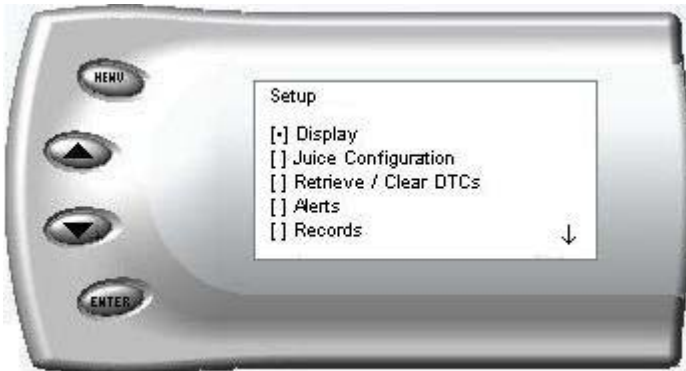 MENU
Setup
[•] Display
[ ] Juice Configuration
[ ] Retrieve / Clear DTCs
[ ] Alerts
[ ] Records ↓
ENTER